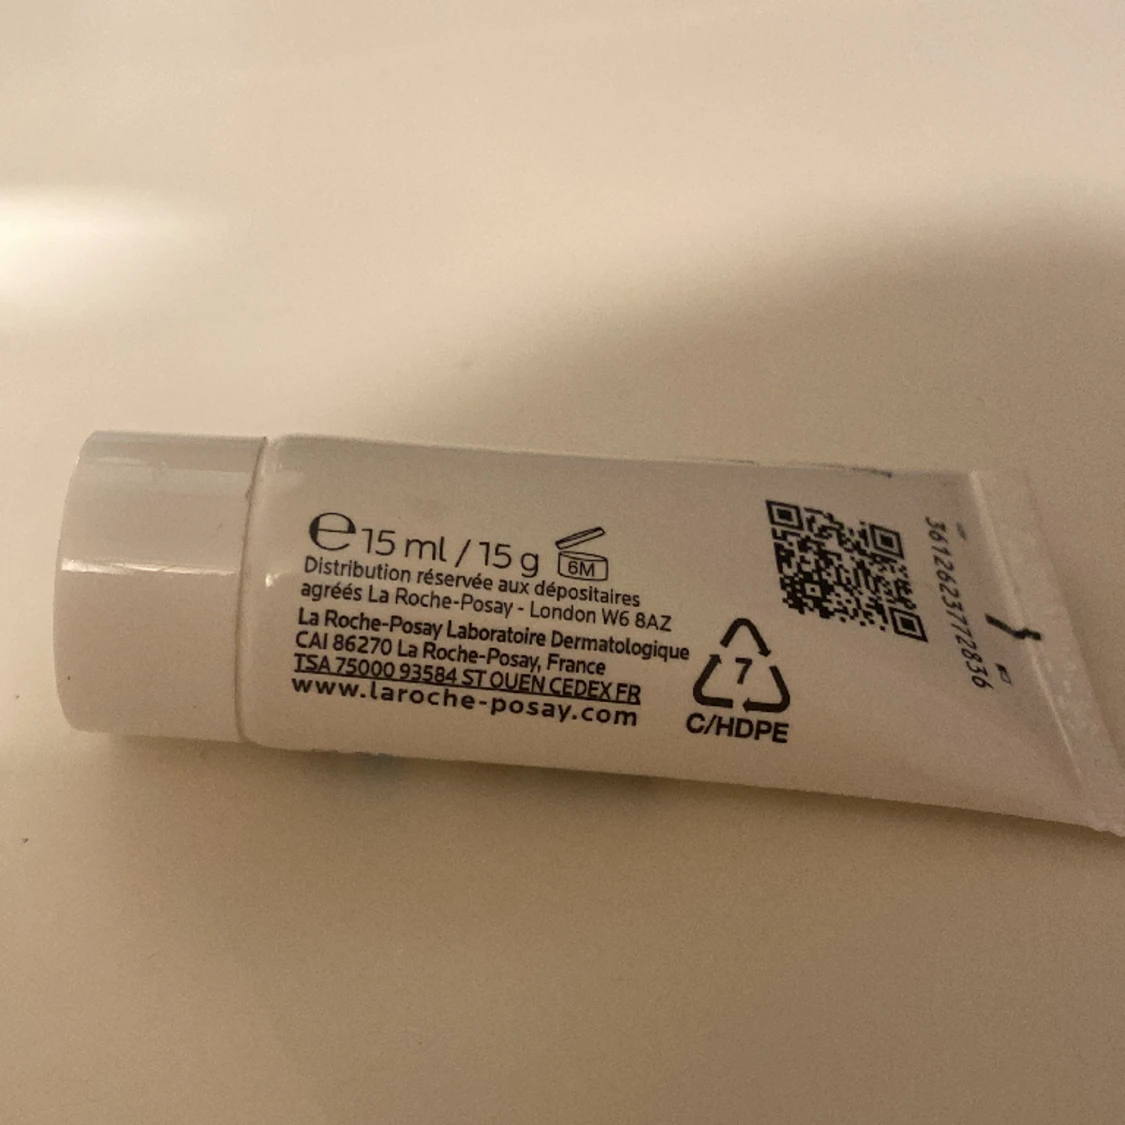 ℮ 15 ml / 15 g 6M
Distribution réservée aux dépositaires
agréés La Roche-Posay - London W6 8AZ
La Roche-Posay Laboratoire Dermatologique
CAI 86270 La Roche-Posay, France
TSA 75000 93584 ST OUEN CEDEX FR
www.laroche-posay.com
7
C/HDPE
3612623772836